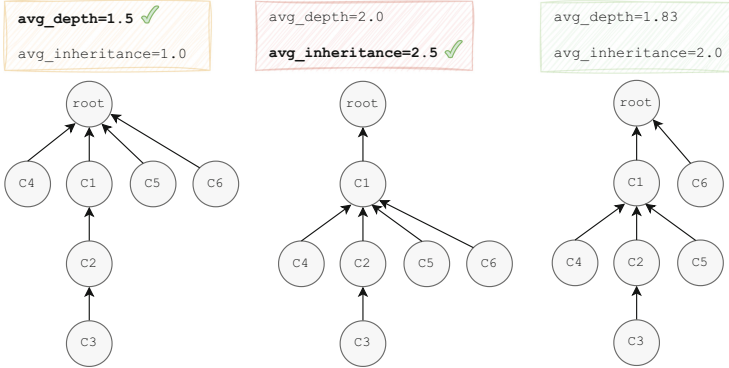 avg_depth=1.5
avg_inheritance=1.0
root
C4 C1 C5 C6
C2
C3
avg_depth=2.0
avg_inheritance=2.5
root
C1
C4 C2 C5 C6
C3
avg_depth=1.83
avg_inheritance=2.0
root
C1 C6
C4 C2 C5
C3